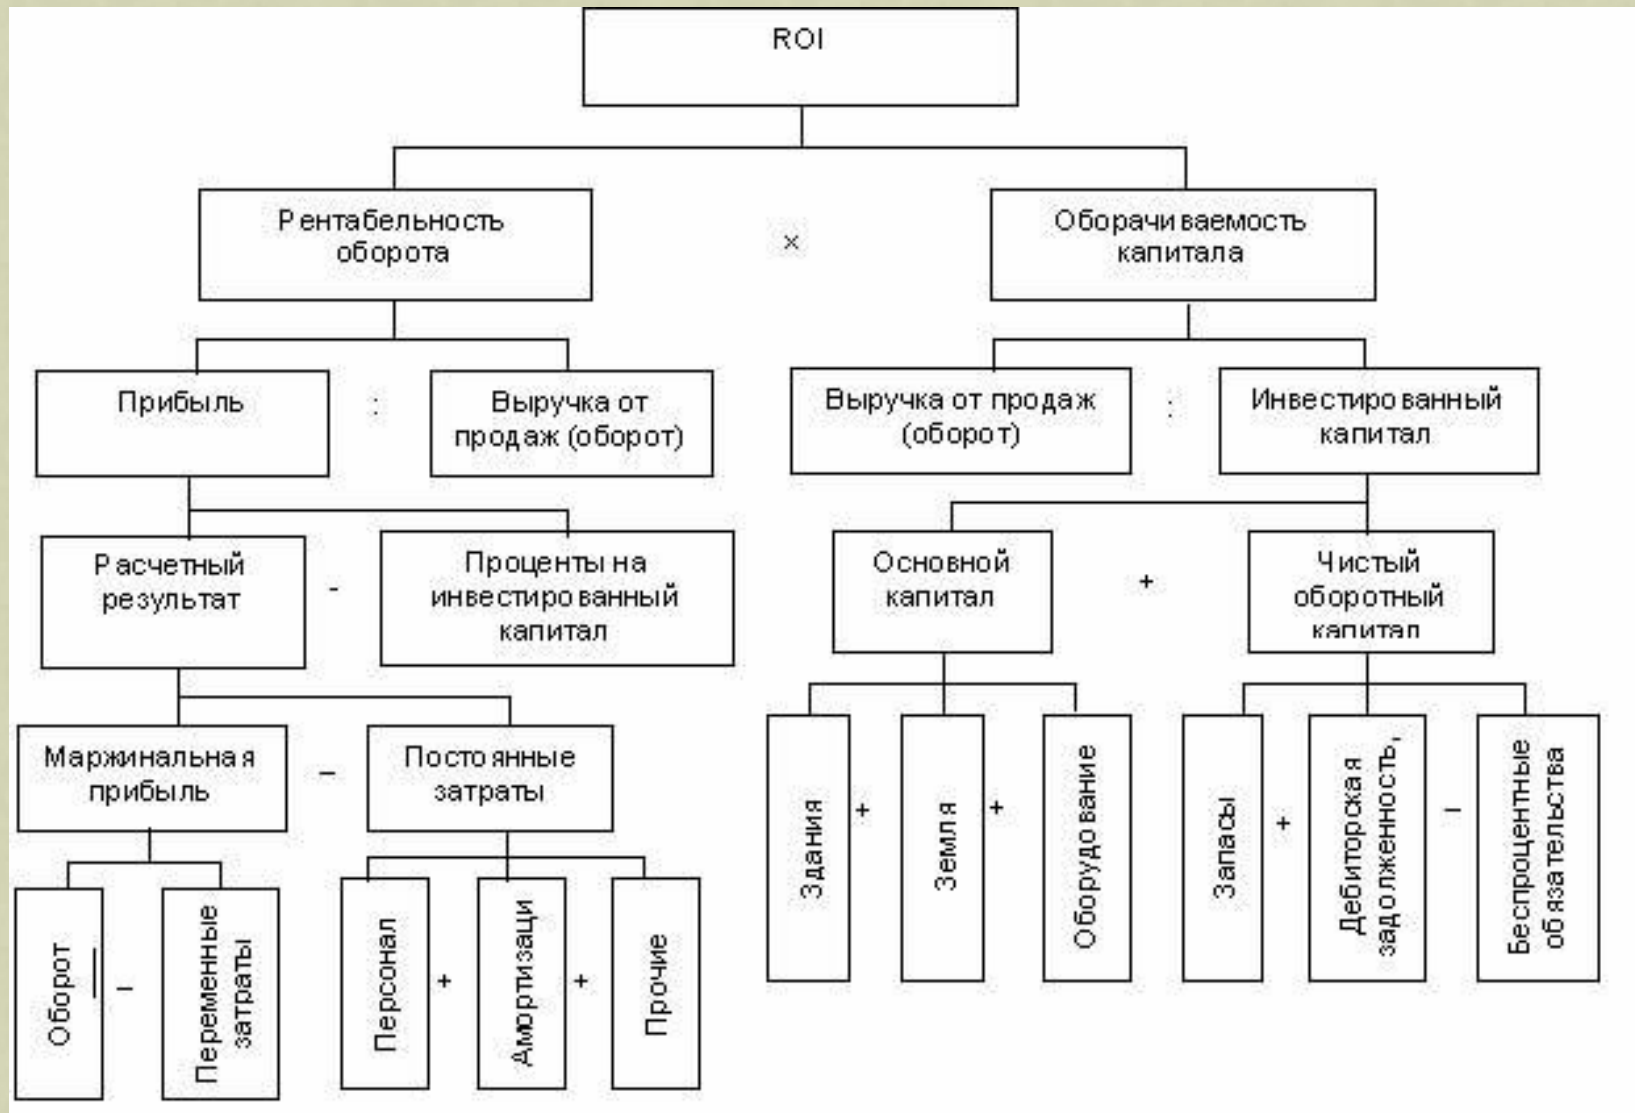 ROI
Рентабельность
оборота
×
Оборачиваемость
капитала
Прибыль
:
Выручка от
продаж (оборот)
Выручка от продаж
(оборот)
:
Инвестированный
капитал
Расчетный
результат
-
Проценты на
инвестированный
капитал
Основной
капитал
+
Чистый
оборотный
капитал
Маржинальная
прибыль
–
Постоянные
затраты
Здания
+
Земля
+
Оборудование
Запасы
+
Дебиторская
задолженность,
–
Беспроцентные
обязательства
Оборот
–
Переменные
затраты
Персонал
+
Амортизаци
+
Прочие